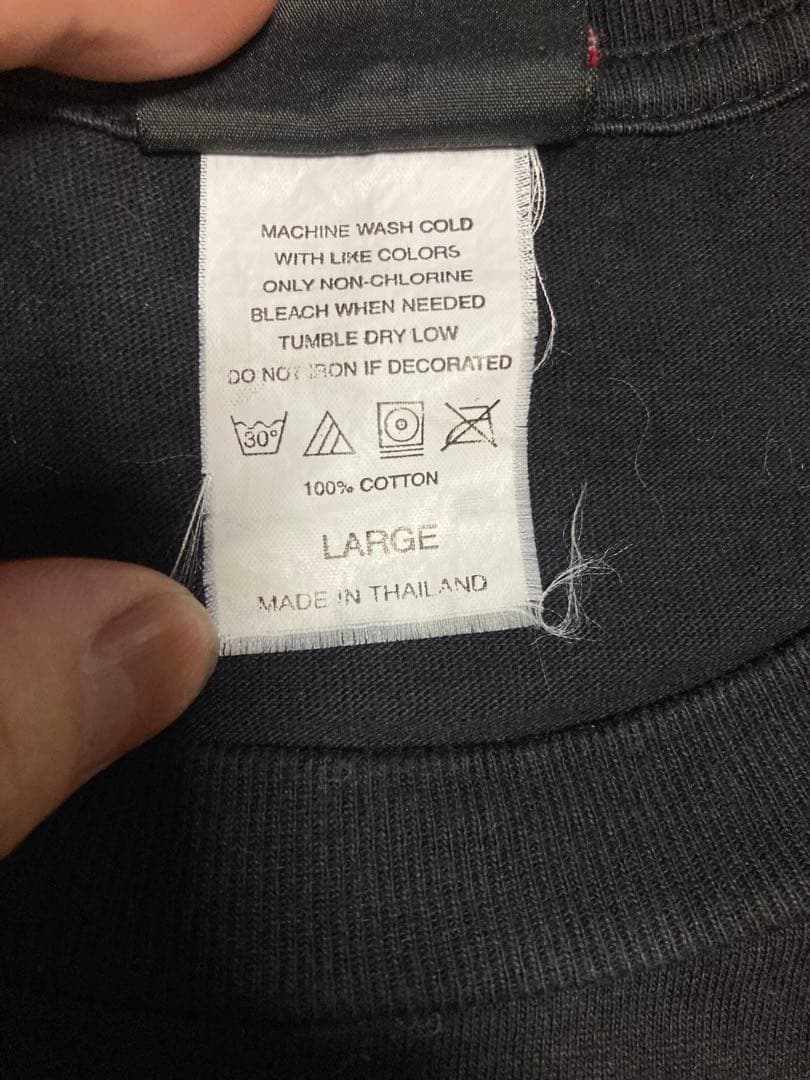 MACHINE WASH COLD
WITH LIKE COLORS
ONLY NON-CHLORINE
BLEACH WHEN NEEDED
TUMBLE DRY LOW
DO NOT IRON IF DECORATED
30°
100% COTTON
LARGE
MADE IN THAILAND